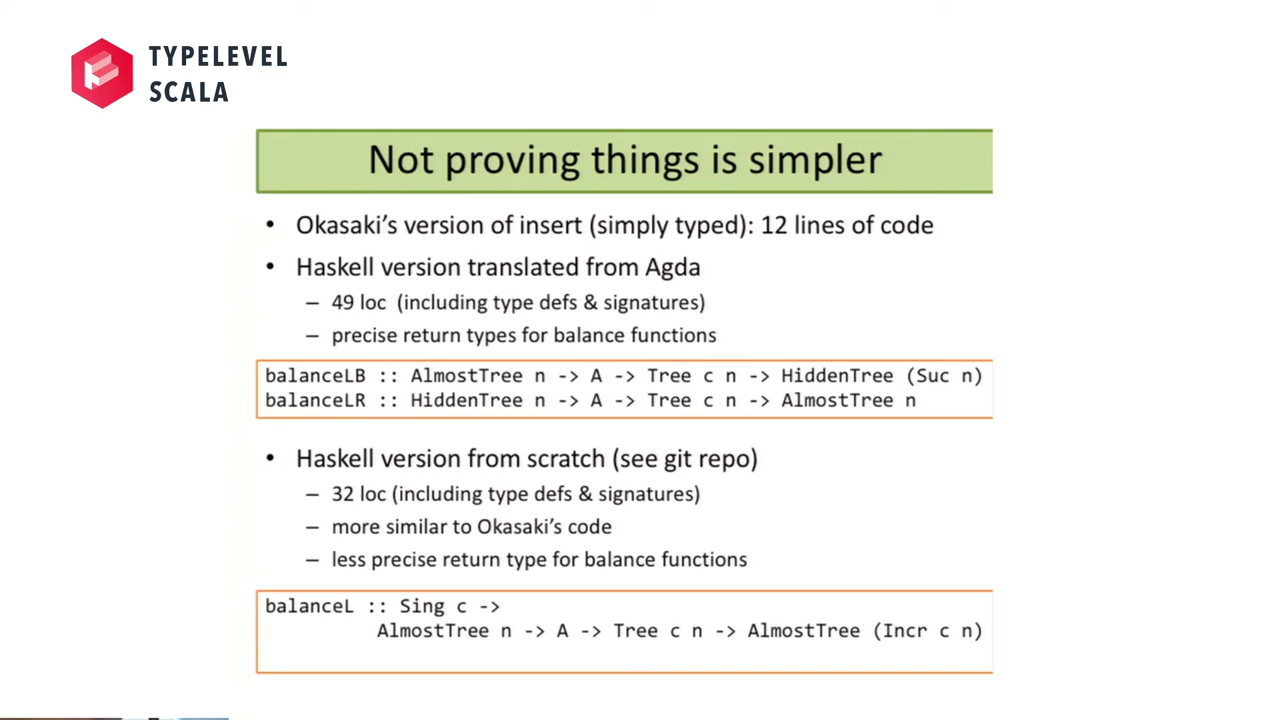 TYPELEVEL
SCALA
Not proving things is simpler
• Okasaki's version of insert (simply typed): 12 lines of code
• Haskell version translated from Agda
– 49 loc (including type defs & signatures)
– precise return types for balance functions
balanceLB :: AlmostTree n -> A -> Tree c n -> HiddenTree (Suc n)
balanceLR :: HiddenTree n -> A -> Tree c n -> AlmostTree n
• Haskell version from scratch (see git repo)
– 32 loc (including type defs & signatures)
– more similar to Okasaki's code
– less precise return type for balance functions
balanceL :: Sing c ->
AlmostTree n -> A -> Tree c n -> AlmostTree (Incr c n)